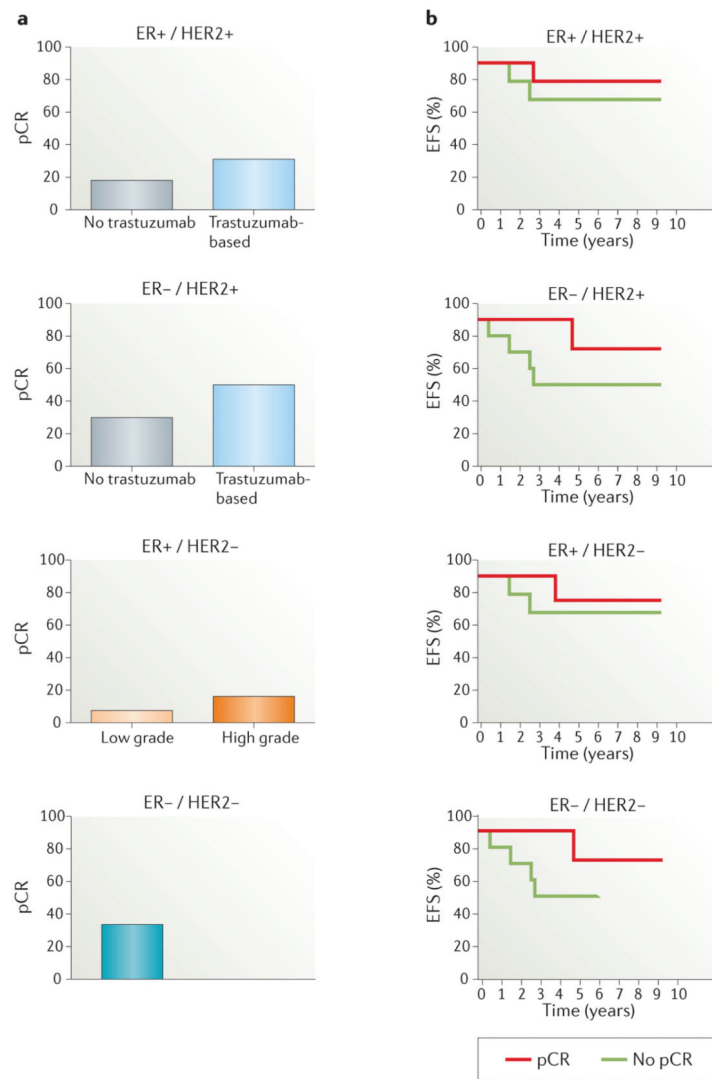 a
ER+ / HER2+
pCR
100
80
60
40
20
0
No trastuzumab
Trastuzumab-
based
ER– / HER2+
pCR
100
80
60
40
20
0
No trastuzumab
Trastuzumab-
based
ER+ / HER2–
pCR
100
80
60
40
20
0
Low grade
High grade
ER– / HER2–
pCR
100
80
60
40
20
0
b
ER+ / HER2+
EFS (%)
100
80
60
40
20
0
0 1 2 3 4 5 6 7 8 9 10
Time (years)
ER– / HER2+
EFS (%)
100
80
60
40
20
0
0 1 2 3 4 5 6 7 8 9 10
Time (years)
ER+ / HER2–
EFS (%)
100
80
60
40
20
0
0 1 2 3 4 5 6 7 8 9 10
Time (years)
ER– / HER2–
EFS (%)
100
80
60
40
20
0
0 1 2 3 4 5 6 7 8 9 10
Time (years)
pCR No pCR